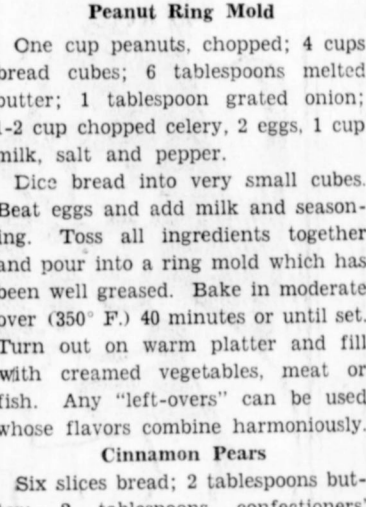 Peanut Ring Mold
One cup peanuts, chopped; 4 cups
bread cubes; 6 tablespoons melted
butter; 1 tablespoon grated onion;
1-2 cup chopped celery, 2 eggs, 1 cup
milk, salt and pepper.
Dice bread into very small cubes.
Beat eggs and add milk and season-
ing. Toss all ingredients together
and pour into a ring mold which has
been well greased. Bake in moderate
over (350° F.) 40 minutes or until set.
Turn out on warm platter and fill
with creamed vegetables, meat or
fish. Any “left-overs” can be used
whose flavors combine harmoniously.
Cinnamon Pears
Six slices bread; 2 tablespoons but-
tablespoons confectioners'